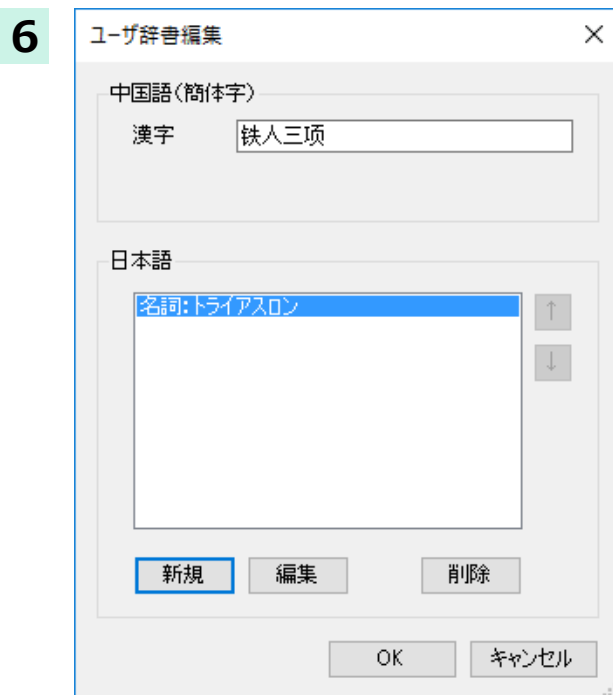 6
ユーザ辞書編集
中国語(簡体字)
漢字 铁人三项
日本語
名詞:トライアスロン
↑
↓
新規 編集 削除
OK キャンセル